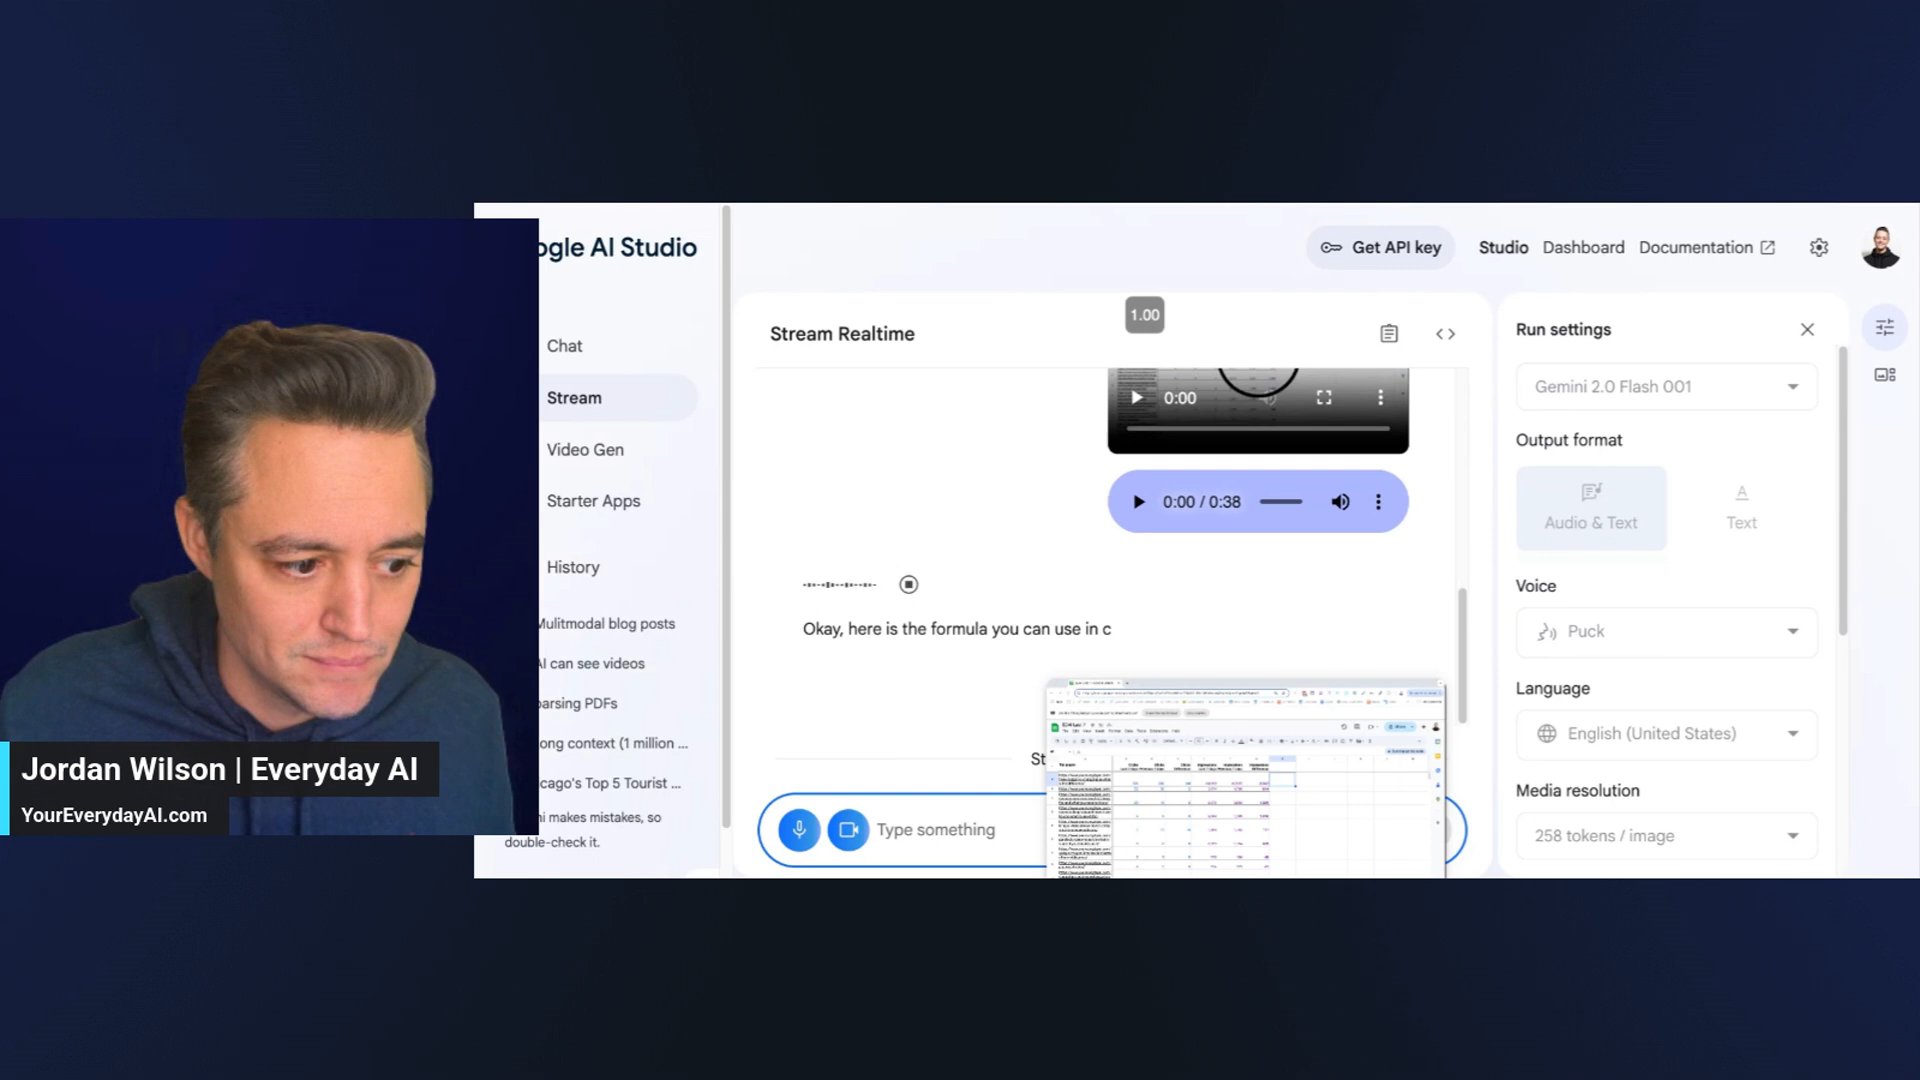 ogle AI Studio
Get API key
Studio
Dashboard
Documentation
Chat
Stream
Video Gen
Starter Apps
History
Mulitmodal blog posts
AI can see videos
parsing PDFs
ong context (1 million ...
cago's Top 5 Tourist ...
ni makes mistakes, so
double-check it.
Stream Realtime
1.00
0:00
0:00 / 0:38
Okay, here is the formula you can use in c
St
Type something
Run settings
Gemini 2.0 Flash 001
Output format
Audio & Text
Text
Voice
Puck
Language
English (United States)
Media resolution
258 tokens / image
Jordan Wilson | Everyday AI
YourEverydayAI.com